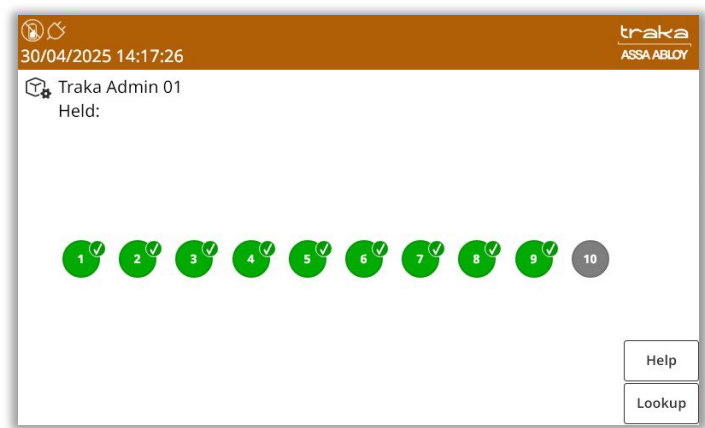 traka
30/04/2025 14:17:26
ASSA ABLOY
Traka Admin 01
Held:
1 2 3 4 5 6 7 8 9 10
Help
Lookup